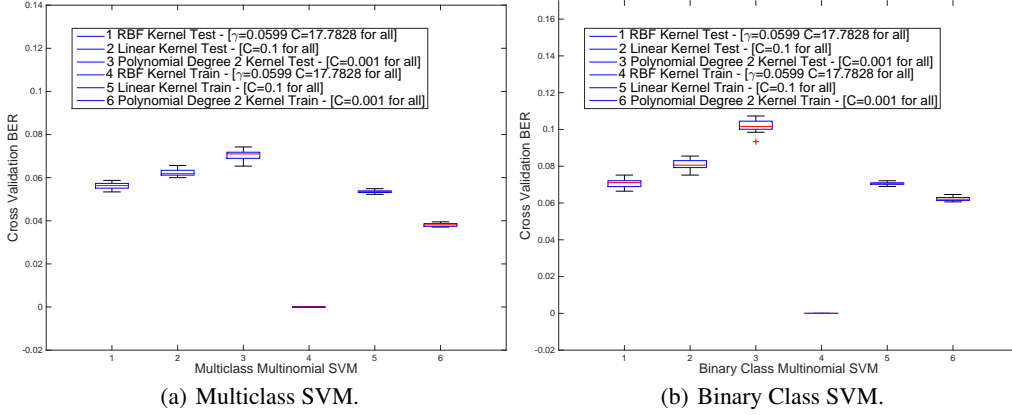 0.14
0.12
0.1
0.08
0.06
0.04
0.02
0
-0.02
Cross Validation BER
1 RBF Kernel Test - [γ=0.0599 C=17.7828 for all]
2 Linear Kernel Test - [C=0.1 for all]
3 Polynomial Degree 2 Kernel Test - [C=0.001 for all]
4 RBF Kernel Train - [γ=0.0599 C=17.7828 for all]
5 Linear Kernel Train - [C=0.1 for all]
6 Polynomial Degree 2 Kernel Train - [C=0.001 for all]
1 2 3 4 5 6
Multiclass Multinomial SVM
(a) Multiclass SVM.
0.16
0.14
0.12
0.1
0.08
0.06
0.04
0.02
0
-0.02
Cross Validation BER
1 RBF Kernel Test - [γ=0.0599 C=17.7828 for all]
2 Linear Kernel Test - [C=0.1 for all]
3 Polynomial Degree 2 Kernel Test - [C=0.001 for all]
4 RBF Kernel Train - [γ=0.0599 C=17.7828 for all]
5 Linear Kernel Train - [C=0.1 for all]
6 Polynomial Degree 2 Kernel Train - [C=0.001 for all]
1 2 3 4 5 6
Binary Class Multinomial SVM
(b) Binary Class SVM.